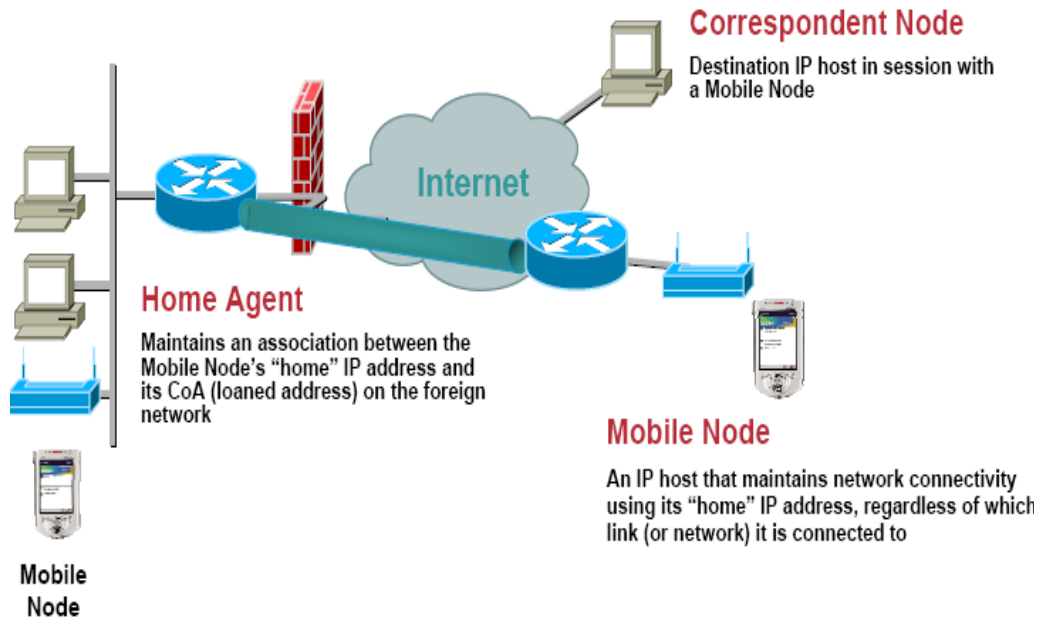 Correspondent Node
Destination IP host in session with
a Mobile Node
Internet
Home Agent
Maintains an association between the
Mobile Node's “home” IP address and
its CoA (loaned address) on the foreign
network
Mobile Node
An IP host that maintains network connectivity
using its “home” IP address, regardless of which
link (or network) it is connected to
Mobile
Node